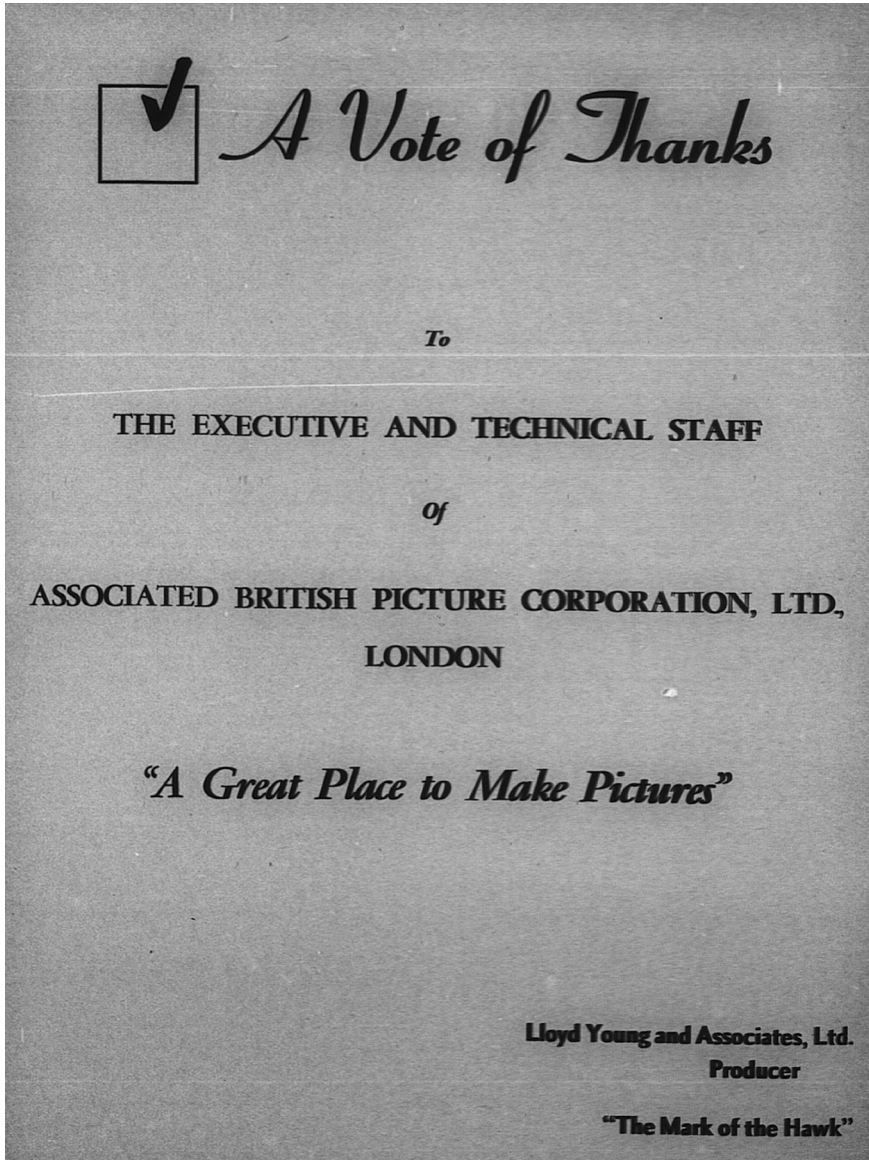 A Vote of Thanks
To
THE EXECUTIVE AND TECHNICAL STAFF
Of
ASSOCIATED BRITISH PICTURE CORPORATION, LTD.,
LONDON
“A Great Place to Make Pictures”
Lloyd Young and Associates, Ltd.
Producer
“The Mark of the Hawk”